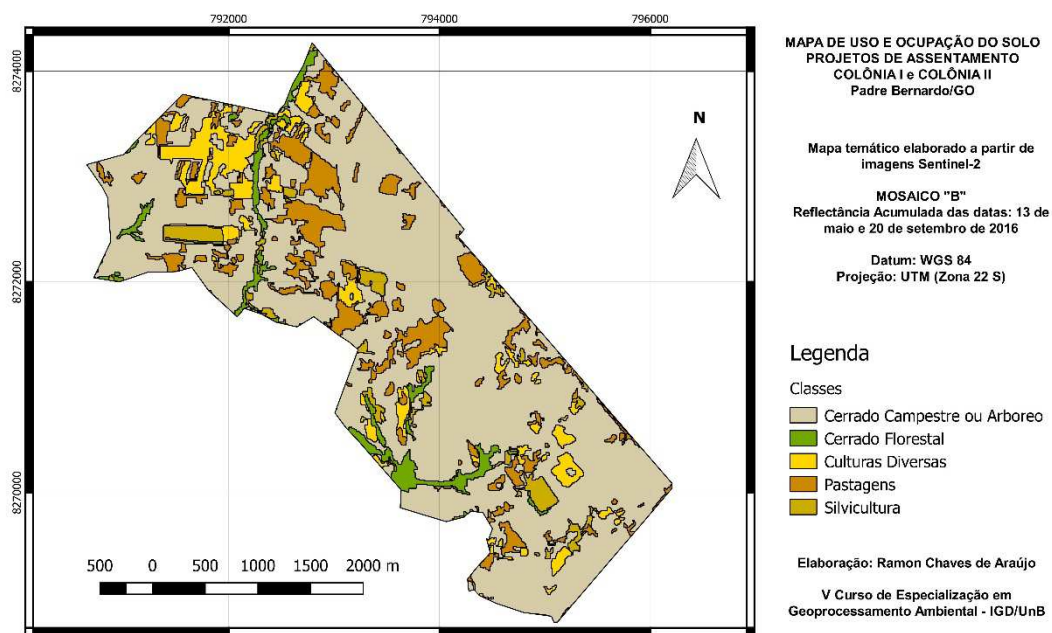 792000 794000 796000
8274000
8272000
8270000
N
500 0 500 1000 1500 2000 m
MAPA DE USO E OCUPAÇÃO DO SOLO
PROJETOS DE ASSENTAMENTO
COLÔNIA I e COLÔNIA II
Padre Bernardo/GO
Mapa temático elaborado a partir de
imagens Sentinel-2
MOSAICO "B"
Reflectância Acumulada das datas: 13 de
maio e 20 de setembro de 2016
Datum: WGS 84
Projeção: UTM (Zona 22 S)
Legenda
Classes
Cerrado Campestre ou Arboreo
Cerrado Florestal
Culturas Diversas
Pastagens
Silvicultura
Elaboração: Ramon Chaves de Araújo
V Curso de Especialização em
Geoprocessamento Ambiental - IGD/UnB